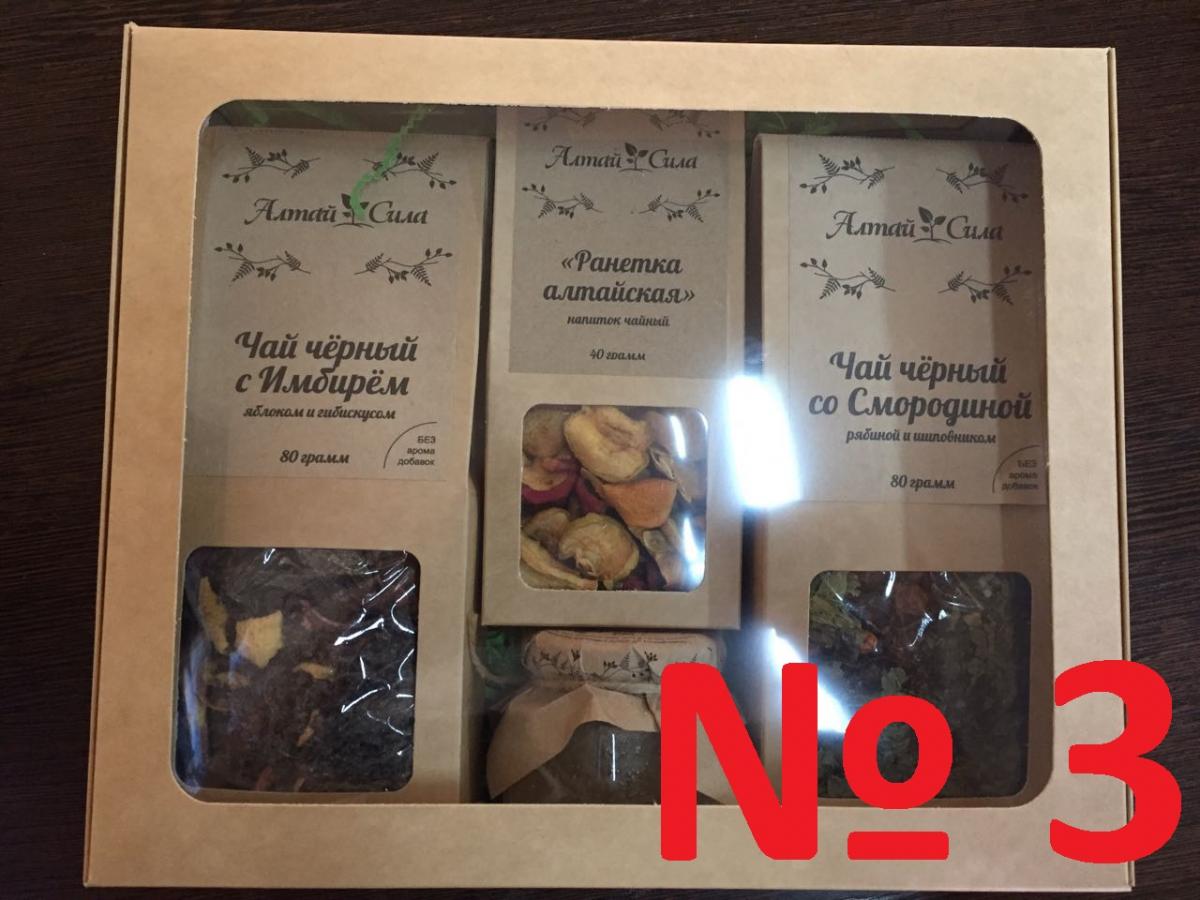 Алтай Сила
Чай чёрный
с Имбирём
яблоком и гибискусом
80 грамм
БЕЗ
арома
добавок
Алтай Сила
«Ранетка
алтайская»
напиток чайный
40 грамм
Алтай Сила
Чай чёрный
со Смородиной
рябиной и шиповником
80 грамм
БЕЗ
арома
добавок
№ 3